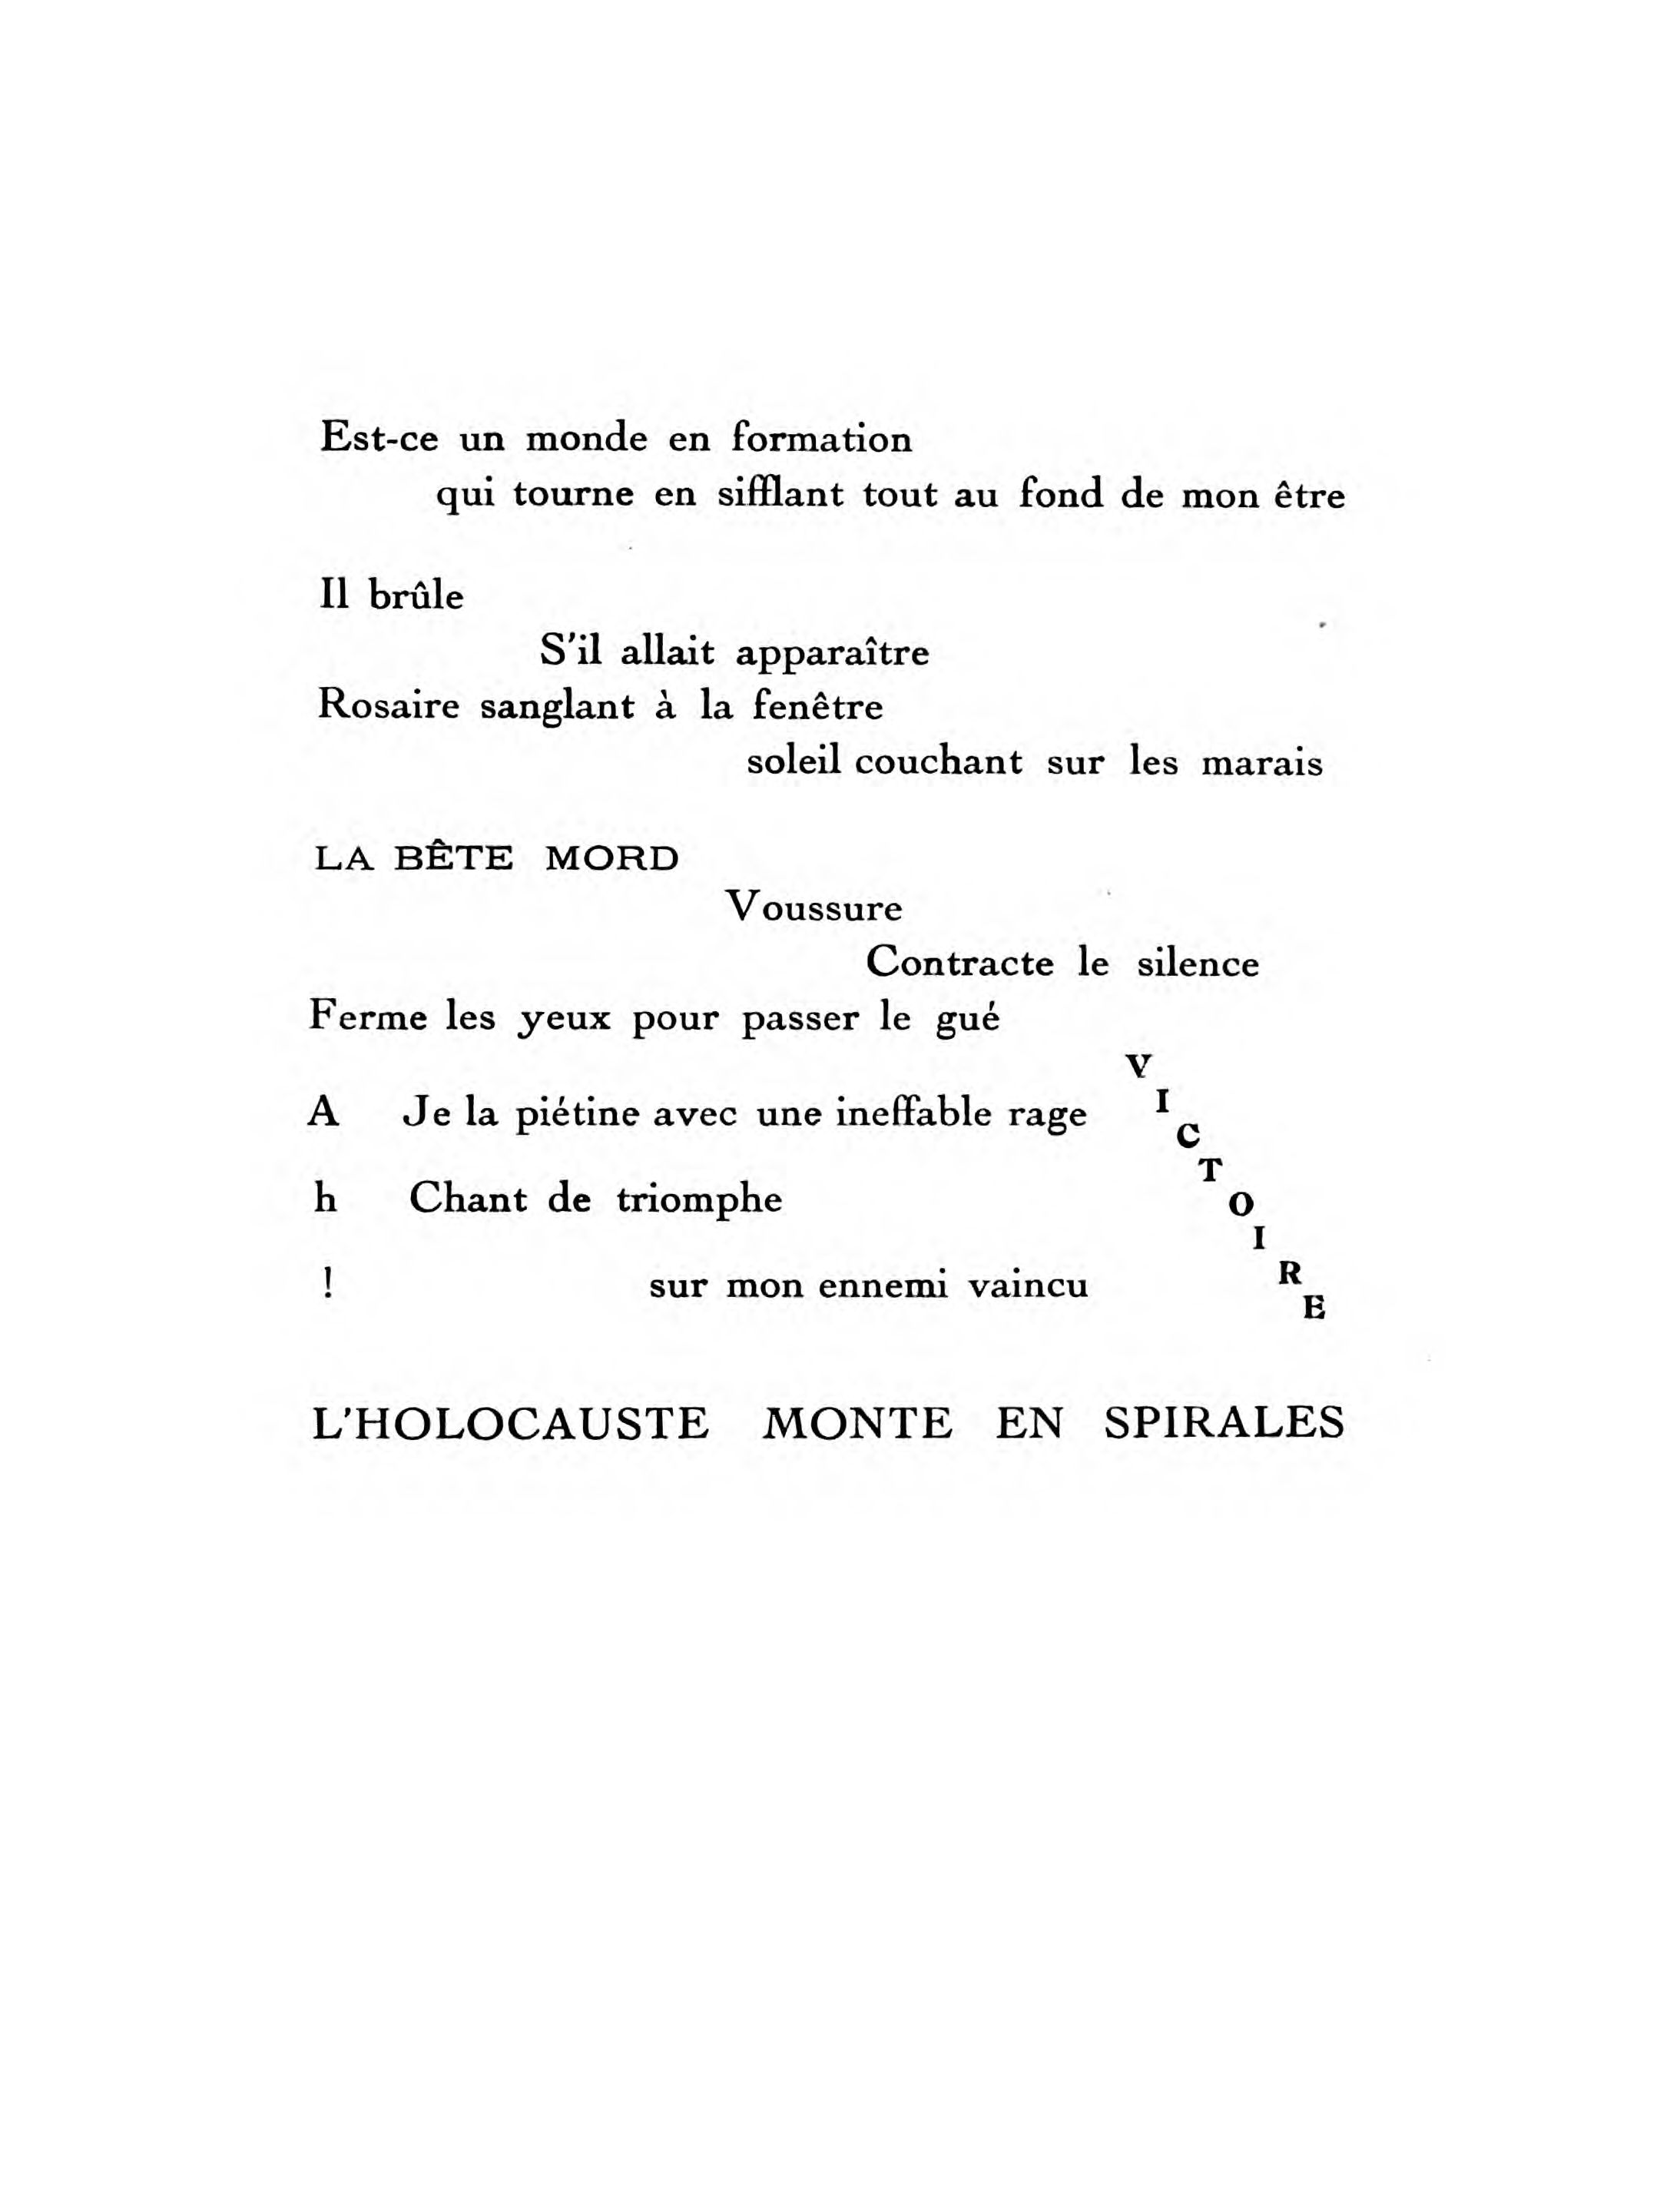 Est-ce un monde en formation
qui tourne en sifflant tout au fond de mon être
Il brûle
S'il allait apparaître
Rosaire sanglant à la fenêtre
soleil couchant sur les marais
LA BÊTE MORD
Voussure
Contracte le silence
Ferme les yeux pour passer le gué
A
h
!
Je la piétine avec une ineffable rage
Chant de triomphe
sur mon ennemi vaincu
VICTOIRE
L'HOLOCAUSTE MONTE EN SPIRALES